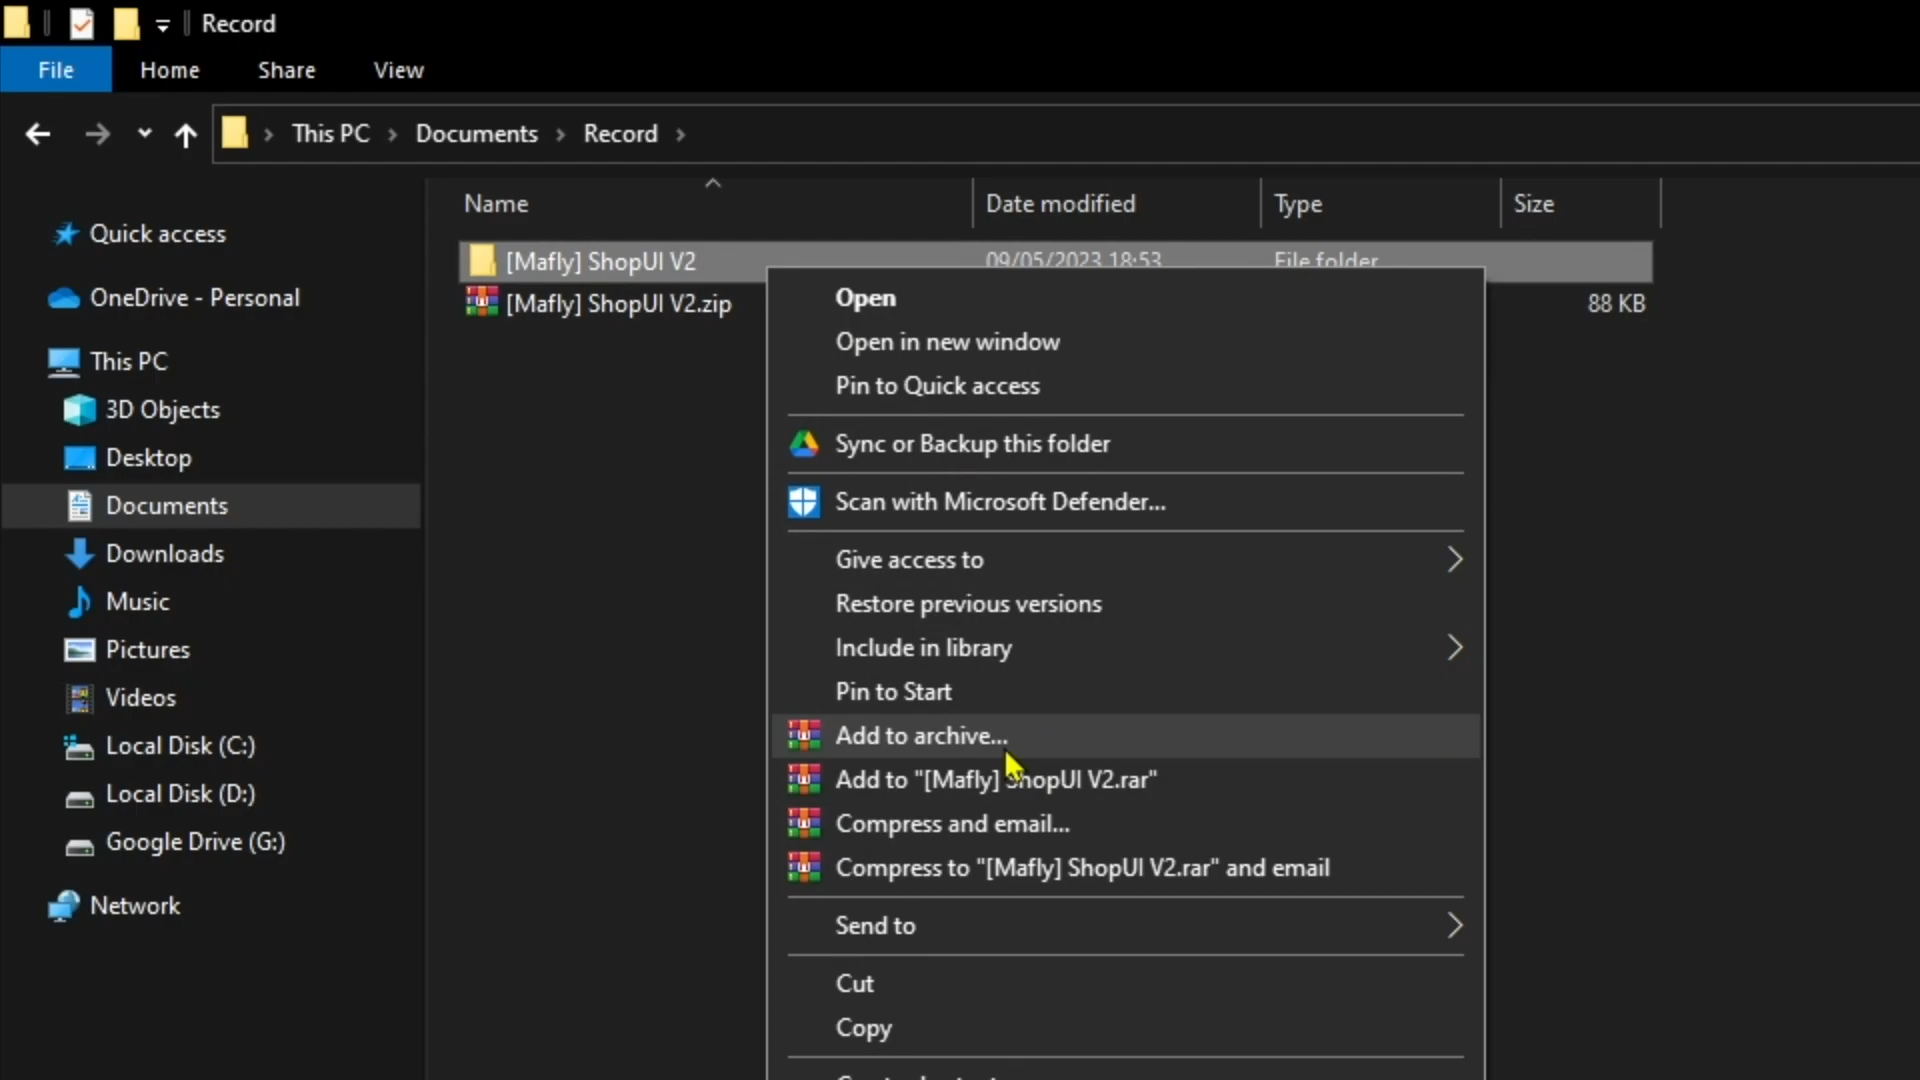 Record
File Home Share View
This PC > Documents > Record >
Name Date modified Type Size
Quick access
OneDrive - Personal
This PC
3D Objects
Desktop
Documents
Downloads
Music
Pictures
Videos
Local Disk (C:)
Local Disk (D:)
Google Drive (G:)
Network
[Mafly] ShopUI V2 09/05/2023 18:53 File folder
[Mafly] ShopUI V2.zip 88 KB
Open
Open in new window
Pin to Quick access
Sync or Backup this folder
Scan with Microsoft Defender...
Give access to
Restore previous versions
Include in library
Pin to Start
Add to archive...
Add to "[Mafly] ShopUI V2.rar"
Compress and email...
Compress to "[Mafly] ShopUI V2.rar" and email
Send to
Cut
Copy